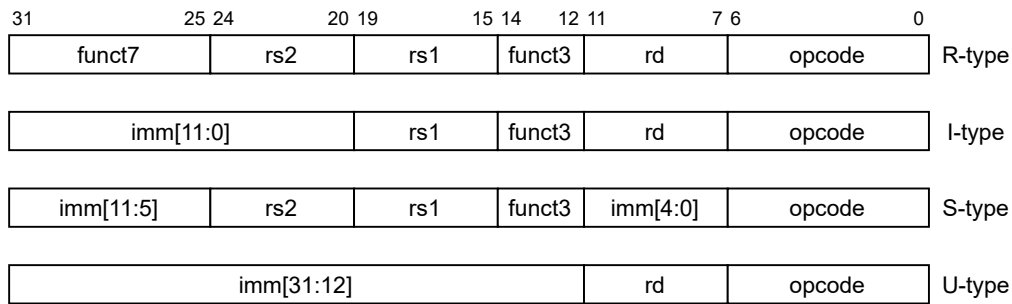 31 25 24 20 19 15 14 12 11 7 6 0
funct7 rs2 rs1 funct3 rd opcode R-type
imm[11:0] rs1 funct3 rd opcode I-type
imm[11:5] rs2 rs1 funct3 imm[4:0] opcode S-type
imm[31:12] rd opcode U-type